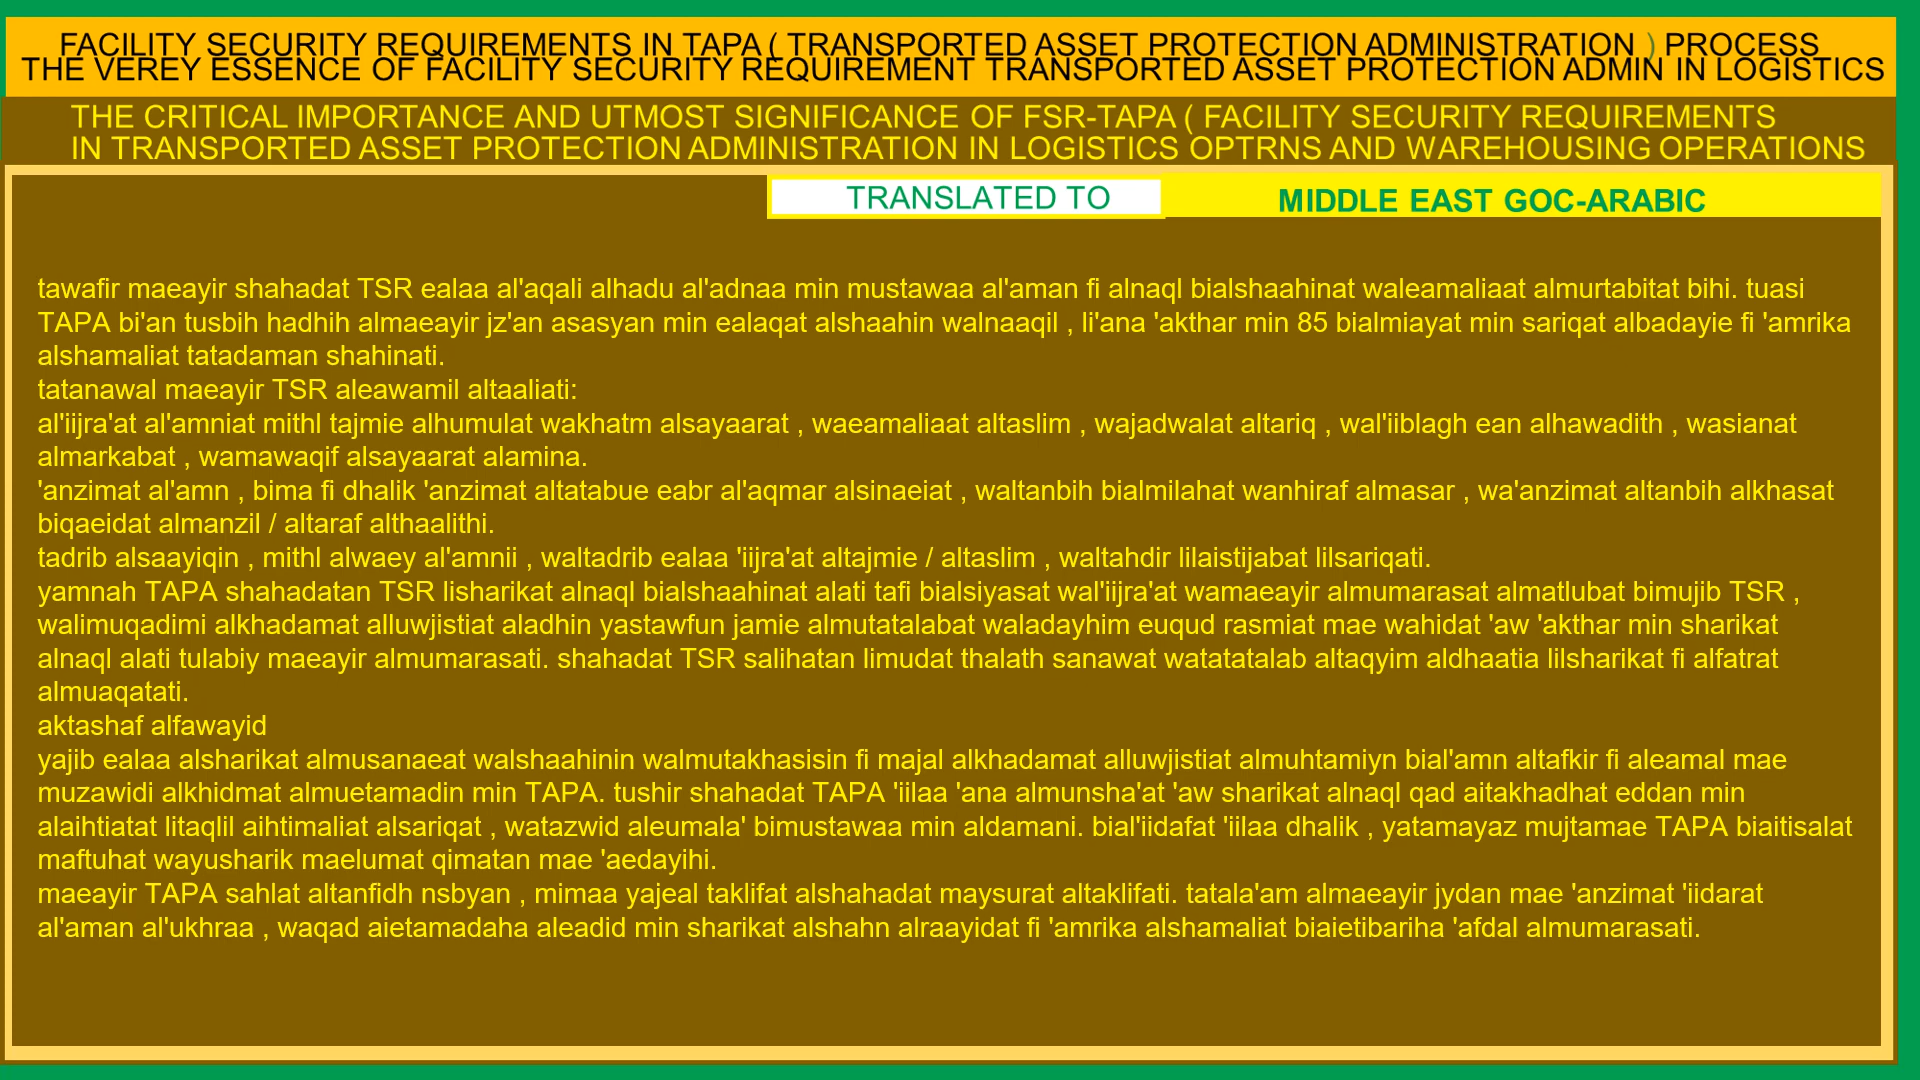 FACILITY SECURITY REQUIREMENTS IN TAPA ( TRANSPORTED ASSET PROTECTION ADMINISTRATION ) PROCESS
THE VEREY ESSENCE OF FACILITY SECURITY REQUIREMENT TRANSPORTED ASSET PROTECTION ADMIN IN LOGISTICS
THE CRITICAL IMPORTANCE AND UTMOST SIGNIFICANCE OF FSR-TAPA ( FACILITY SECURITY REQUIREMENTS
IN TRANSPORTED ASSET PROTECTION ADMINISTRATION IN LOGISTICS OPTRNS AND WAREHOUSING OPERATIONS
TRANSLATED TO
MIDDLE EAST GOC-ARABIC
tawafir maeayir shahadat TSR ealaa al'aqali alhadu al'adnaa min mustawaa al'aman fi alnaql bialshaahinat waleamaliaat almurtabitat bihi. tuasi
TAPA bi'an tusbih hadhih almaeayir jz'an asasyan min ealaqat alshaahin walnaaqil , li'ana 'akthar min 85 bialmiayat min sariqat albadayie fi 'amrika
alshamaliat tatadaman shahinati.
tatanawal maeayir TSR aleawamil altaaliati:
al'iijra'at al'amniat mithl tajmie alhumulat wakhatm alsayaarat , waeamaliaat altaslim , wajadwalat altariq , wal'iiblagh ean alhawadith , wasianat
almarkabat , wamawaqif alsayaarat alamina.
'anzimat al'amn , bima fi dhalik 'anzimat altatabue eabr al'aqmar alsinaeiat , waltanbih bialmilahat wanhiraf almasar , wa'anzimat altanbih alkhasat
biqaeidat almanzil / altaraf althaalithi.
tadrib alsaayiqin , mithl alwaey al'amnii , waltadrib ealaa 'iijra'at altajmie / altaslim , waltahdir lilaistijabat lilsariqati.
yamnah TAPA shahadatan TSR lisharikat alnaql bialshaahinat alati tafi bialsiyasat wal'iijra'at wamaeayir almumarasat almatlubat bimujib TSR ,
walimuqadimi alkhadamat alluwjistiat aladhin yastawfun jamie almutatalabat waladayhim euqud rasmiat mae wahidat 'aw 'akthar min sharikat
alnaql alati tulabiy maeayir almumarasati. shahadat TSR salihatan limudat thalath sanawat watatatalab altaqyim aldhaatia lilsharikat fi alfatrat
almuaqatati.
aktashaf alfawayid
yajib ealaa alsharikat almusanaeat walshaahinin walmutakhasisin fi majal alkhadamat alluwjistiat almuhtamiyn bial'amn altafkir fi aleamal mae
muzawidi alkhidmat almuetamadin min TAPA. tushir shahadat TAPA 'iilaa 'ana almunsha'at 'aw sharikat alnaql qad aitakhadhat eddan min
alaihtiatat litaqlil aihtimaliat alsariqat , watazwid aleumala' bimustawaa min aldamani. bial'iidafat 'iilaa dhalik , yatamayaz mujtamae TAPA biaitisalat
maftuhat wayusharik maelumat qimatan mae 'aedayihi.
maeayir TAPA sahlat altanfidh nsbyan , mimaa yajeal taklifat alshahadat maysurat altaklifati. tatala'am almaeayir jydan mae 'anzimat 'iidarat
al'aman al'ukhraa , waqad aietamadaha aleadid min sharikat alshahn alraayidat fi 'amrika alshamaliat biaietibariha 'afdal almumarasati.